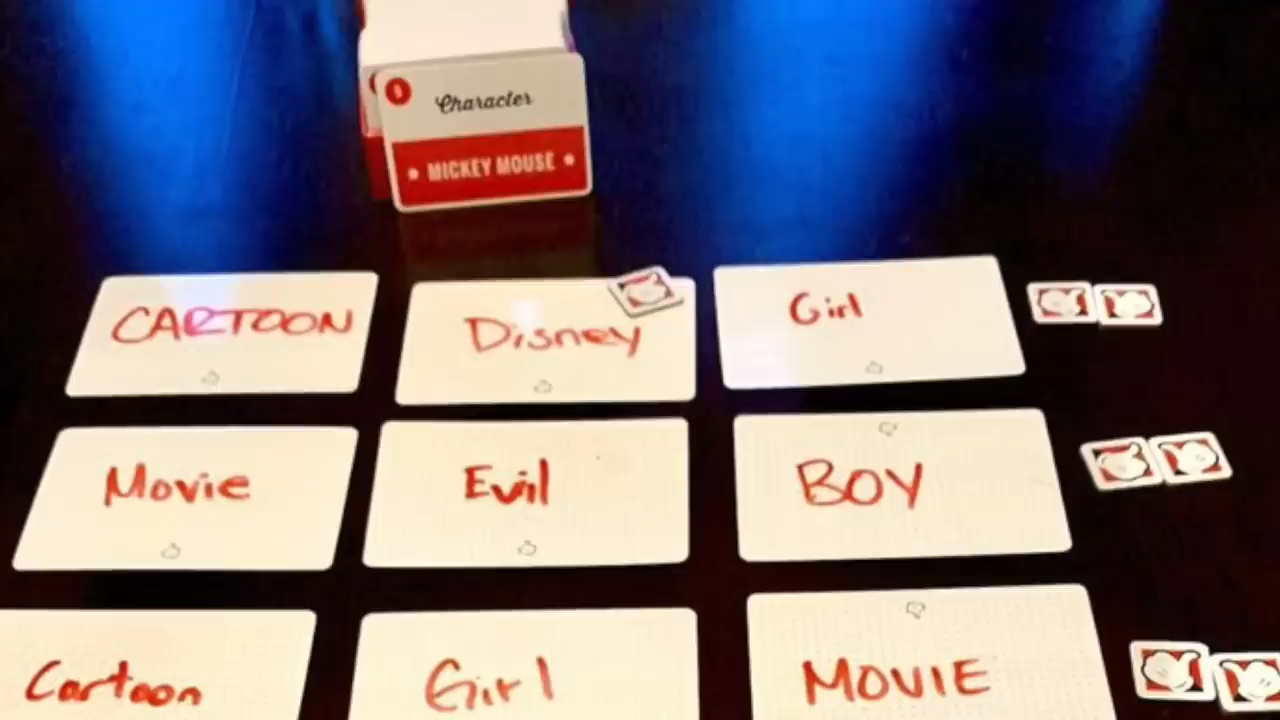 Character
• MICKEY MOUSE •
CARTOON
Disney
Girl
Movie
Evil
BOY
Cartoon
Girl
MOVIE